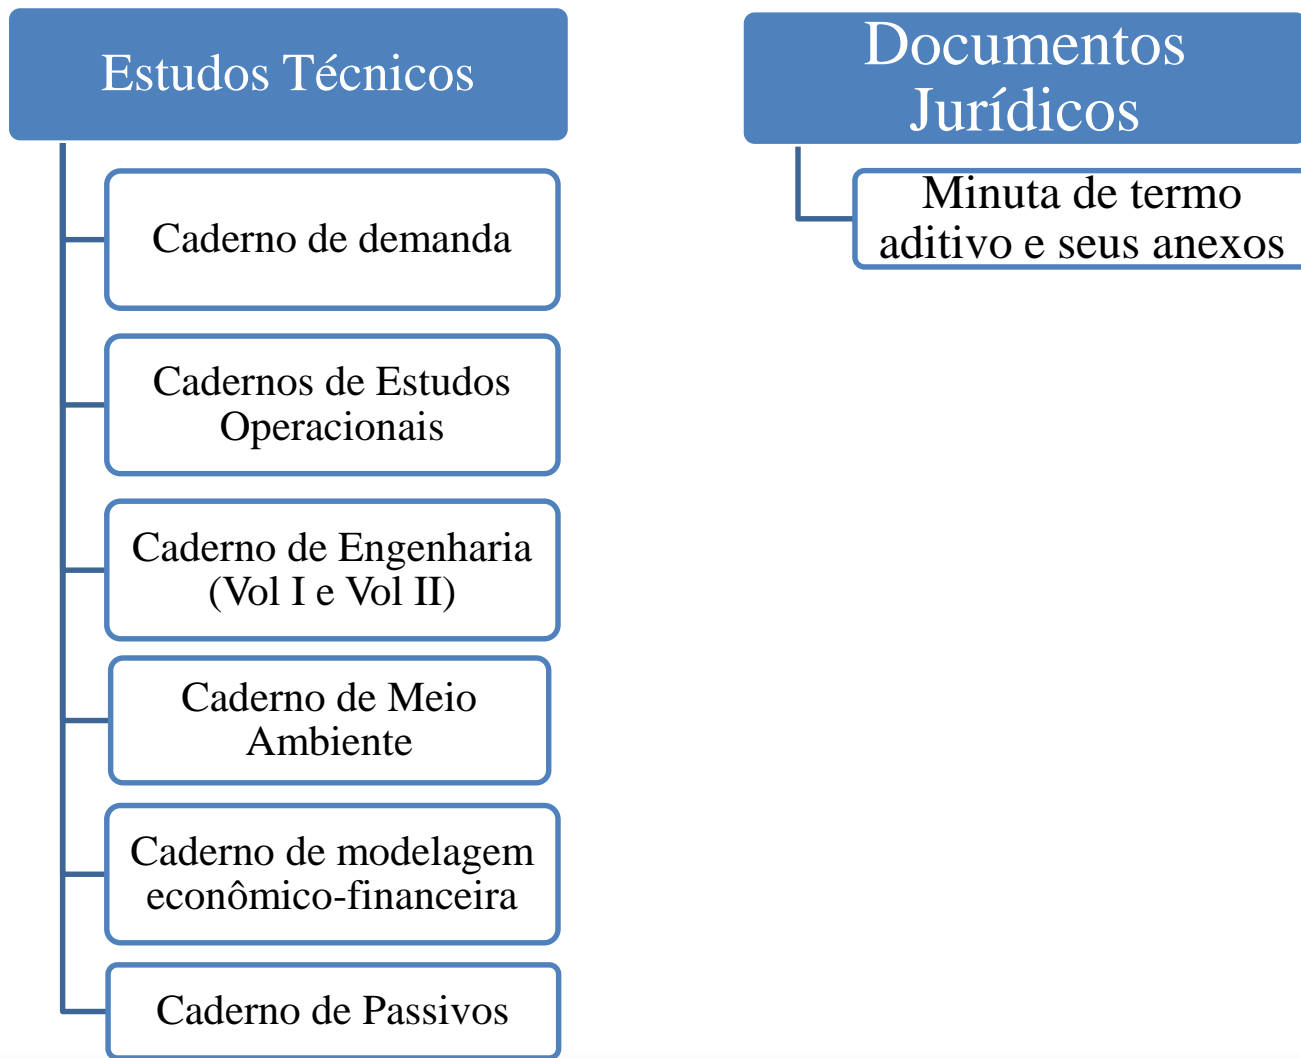 Estudos Técnicos
Caderno de demanda
Cadernos de Estudos
Operacionais
Caderno de Engenharia
(Vol I e Vol II)
Caderno de Meio
Ambiente
Caderno de modelagem
econômico-financeira
Caderno de Passivos
Documentos
Jurídicos
Minuta de termo
aditivo e seus anexos